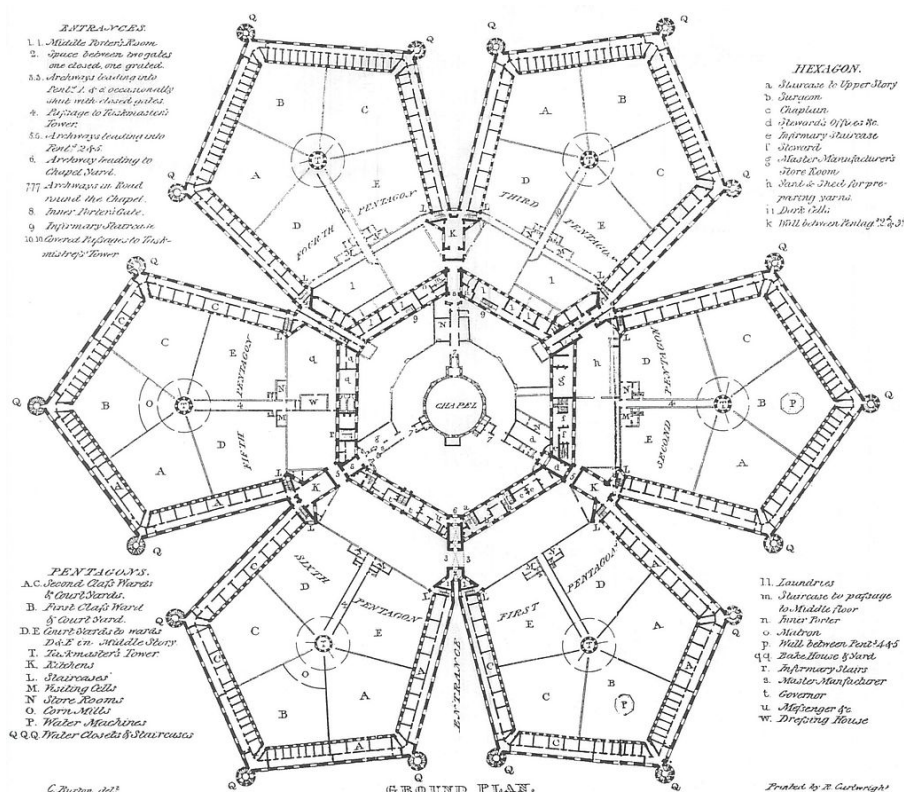 ENTRANCES.
1.1. Middle Porter's Room
2. Space between two gates
one closed, one grated.
3.3. Archways leading into
Pent.s 1. & 6 occasionally
shut with closed gates.
4. Passage to Taskmaster's
Tower.
5.5. Archways leading into
Pent.s 2 & 5.
6. Archway leading to
Chapel Yard.
777 Archways in Road
round the Chapel.
8. Inner Porter's Gate.
9 Infirmary Staircase
10.10 Covered Passages to Task-
mistress' Tower
HEXAGON.
a Staircase to Upper Story
b Surgeon
c Chaplain
d Steward's Offices &c.
e Infirmary Staircase
f Steward
g Master Manufacturer's
Store Room
h Yard & Shed for pre-
paring yarns.
ii Dark Cells
k Wall between Pentag.ns 2.d & 3.d
FOURTH PENTAGON
THIRD PENTAGON
FIFTH PENTAGON
CHAPEL
SECOND PENTAGON
SIXTH PENTAGON
FIRST PENTAGON
ENTRANCE
PENTAGONS.
A.C. Second Claſs Wards
& Court Yards.
B. First Claſs Ward
& Court Yard.
D.E Court Yards to wards
D&E in Middle Story
T. Taskmaster's Tower
K. Kitchens
L. Staircases
M. Visiting Cells
N Store Rooms
O. Corn Mills
P. Water Machines
Q.Q.Q. Water Closets & Staircases
ll. Laundries
m Staircase to paſsage
to Middle floor
n Inner Porter
o. Matron
p. Wall between Pent.s 4 & 5
qq Bake House & Yard
r. Infirmary Stairs
s. Master Manufacturer
t Governor
u Meſsenger &c
w. Dreſsing House
C. Burton del.t
GROUND PLAN.
Printed by R. Cartwright